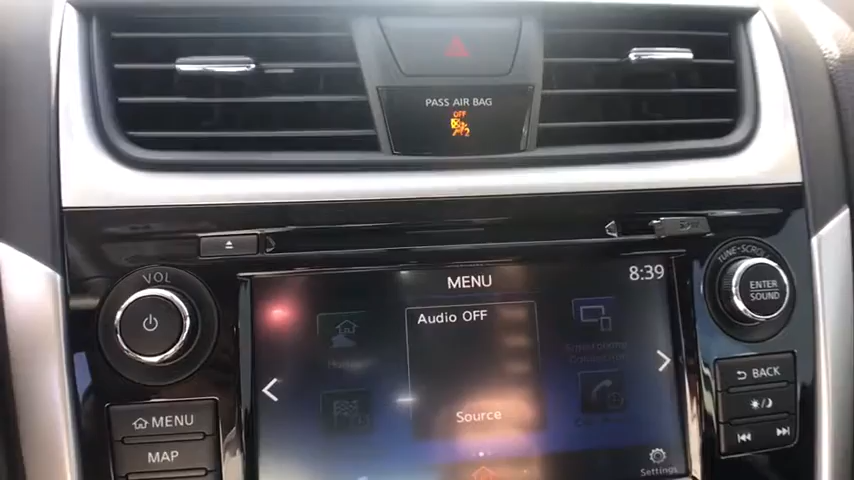 PASS AIR BAG
OFF
2
VOL
MENU
8:39
TUNE·SCROLL
ENTER
SOUND
Audio OFF
Source
Settings
MENU
MAP
BACK